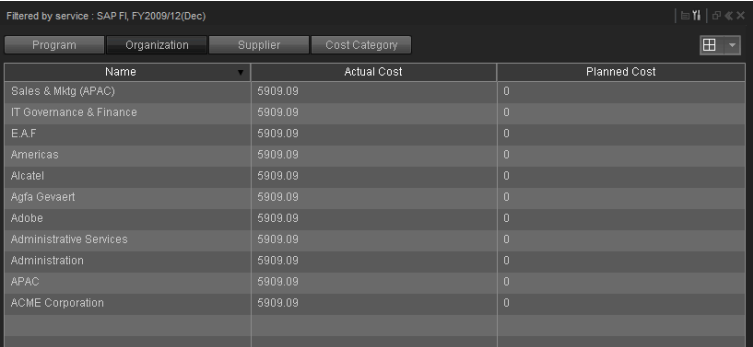 Filtered by service : SAP FI, FY2009/12(Dec)
Program Organization Supplier Cost Category
Name Actual Cost Planned Cost
Sales & Mktg (APAC) 5909.09 0
IT Governance & Finance 5909.09 0
E.A.F 5909.09 0
Americas 5909.09 0
Alcatel 5909.09 0
Agfa Gevaert 5909.09 0
Adobe 5909.09 0
Administrative Services 5909.09 0
Administration 5909.09 0
APAC 5909.09 0
ACME Corporation 5909.09 0